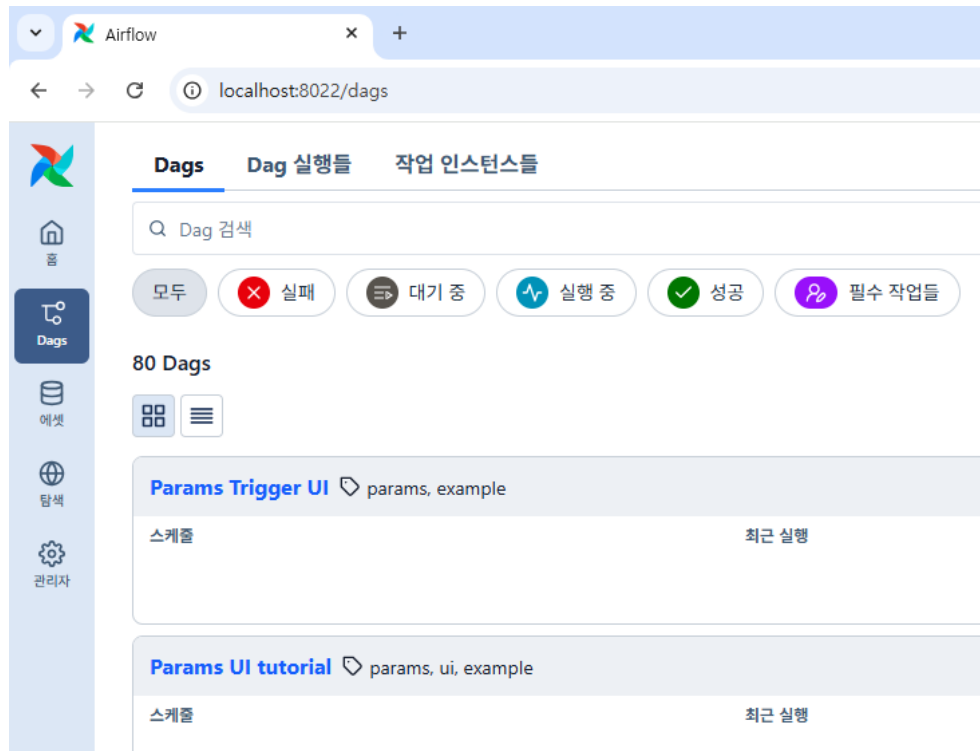 Airflow
localhost:8022/dags
Dags Dag 실행들 작업 인스턴스들
Dag 검색
홈
모두 실패 대기 중 실행 중 성공 필수 작업들
Dags
80 Dags
에셋
탭색
Params Trigger UI params, example
스케줄 최근 실행
관리자
Params UI tutorial params, ui, example
스케줄 최근 실행